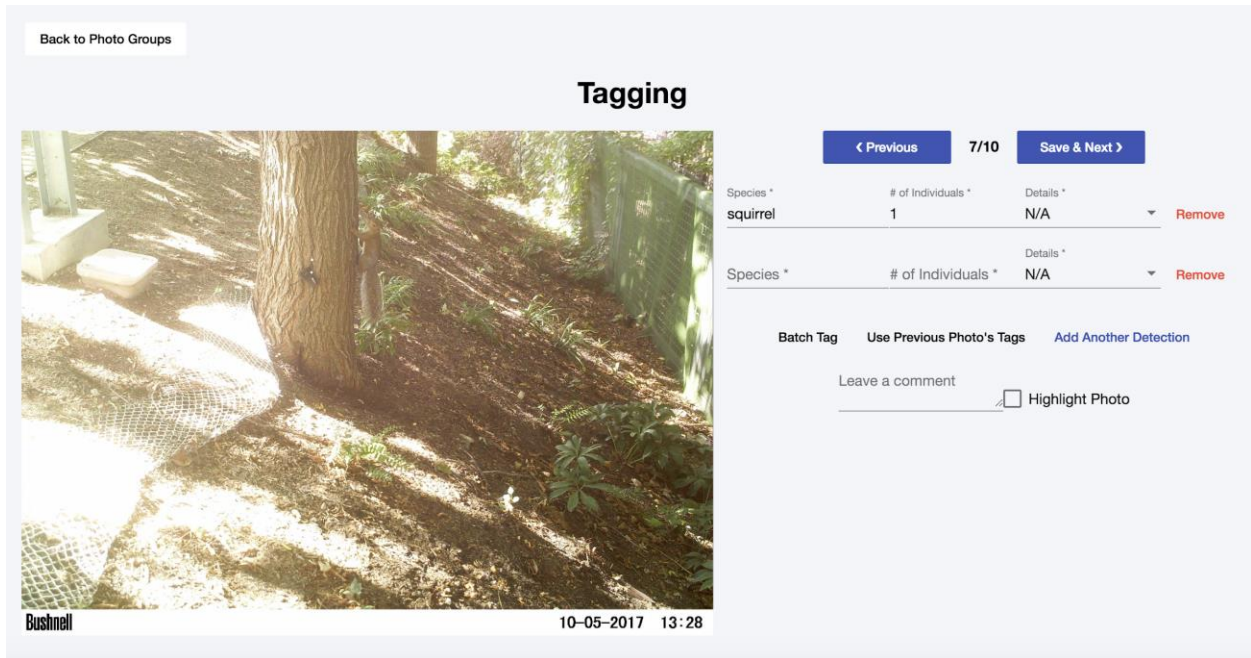 Back to Photo Groups
Tagging
Previous 7/10 Save & Next
Species * # of Individuals * Details *
squirrel 1 N/A Remove
Details *
Species * # of Individuals * N/A Remove
Batch Tag Use Previous Photo's Tags Add Another Detection
Leave a comment
Highlight Photo
Bushnell 10-05-2017 13:28